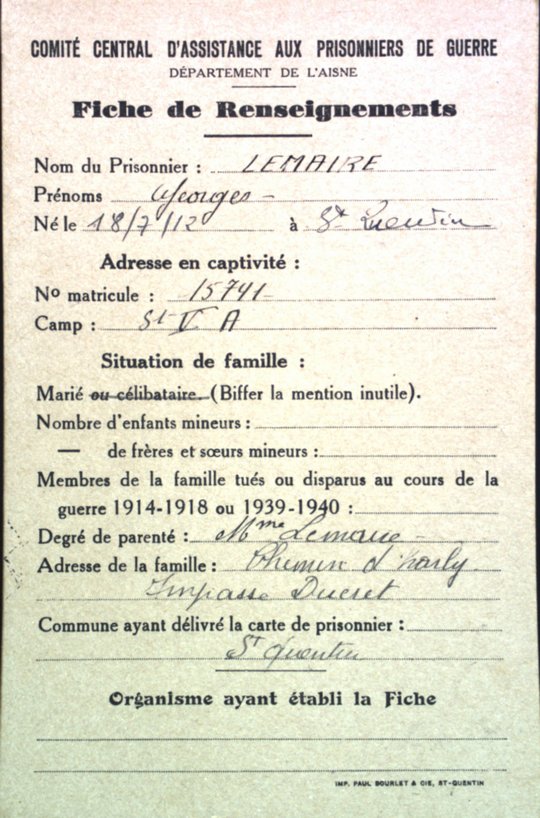 COMITÉ CENTRAL D'ASSISTANCE AUX PRISONNIERS DE GUERRE
DÉPARTEMENT DE L'AISNE
Fiche de Renseignements
Nom du Prisonnier : LEMAIRE
Prénoms Georges -
Né le 18/7/12 à St Quentin
Adresse en captivité :
No matricule : 15741
Camp : St V A
Situation de famille :
Marié ou célibataire. (Biffer la mention inutile).
Nombre d'enfants mineurs :
— de frères et sœurs mineurs :
Membres de la famille tués ou disparus au cours de la
guerre 1914-1918 ou 1939-1940 :
Degré de parenté : Mme Lemaire -
Adresse de la famille : Chemin d'harly
Impasse Ducret
Commune ayant délivré la carte de prisonnier :
St Quentin
Organisme ayant établi la Fiche
IMP. PAUL BOURLET & CIE, ST-QUENTIN